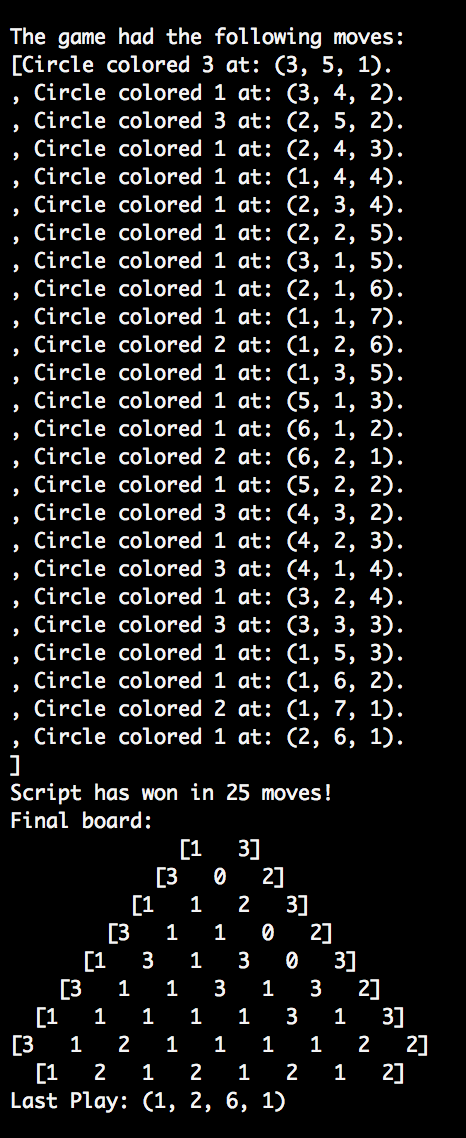 The game had the following moves:
[Circle colored 3 at: (3, 5, 1).
, Circle colored 1 at: (3, 4, 2).
, Circle colored 3 at: (2, 5, 2).
, Circle colored 1 at: (2, 4, 3).
, Circle colored 1 at: (1, 4, 4).
, Circle colored 1 at: (2, 3, 4).
, Circle colored 1 at: (2, 2, 5).
, Circle colored 1 at: (3, 1, 5).
, Circle colored 1 at: (2, 1, 6).
, Circle colored 1 at: (1, 1, 7).
, Circle colored 2 at: (1, 2, 6).
, Circle colored 1 at: (1, 3, 5).
, Circle colored 1 at: (5, 1, 3).
, Circle colored 1 at: (6, 1, 2).
, Circle colored 2 at: (6, 2, 1).
, Circle colored 1 at: (5, 2, 2).
, Circle colored 3 at: (4, 3, 2).
, Circle colored 1 at: (4, 2, 3).
, Circle colored 3 at: (4, 1, 4).
, Circle colored 1 at: (3, 2, 4).
, Circle colored 3 at: (3, 3, 3).
, Circle colored 1 at: (1, 5, 3).
, Circle colored 1 at: (1, 6, 2).
, Circle colored 2 at: (1, 7, 1).
, Circle colored 1 at: (2, 6, 1).
]
Script has won in 25 moves!
Final board:
[1 3]
[3 0 2]
[1 1 2 3]
[3 1 1 0 2]
[1 3 1 3 0 3]
[3 1 1 3 1 3 2]
[1 1 1 1 1 3 1 3]
[3 1 2 1 1 1 1 2 2]
[1 2 1 2 1 2 1 2]
Last Play: (1, 2, 6, 1)